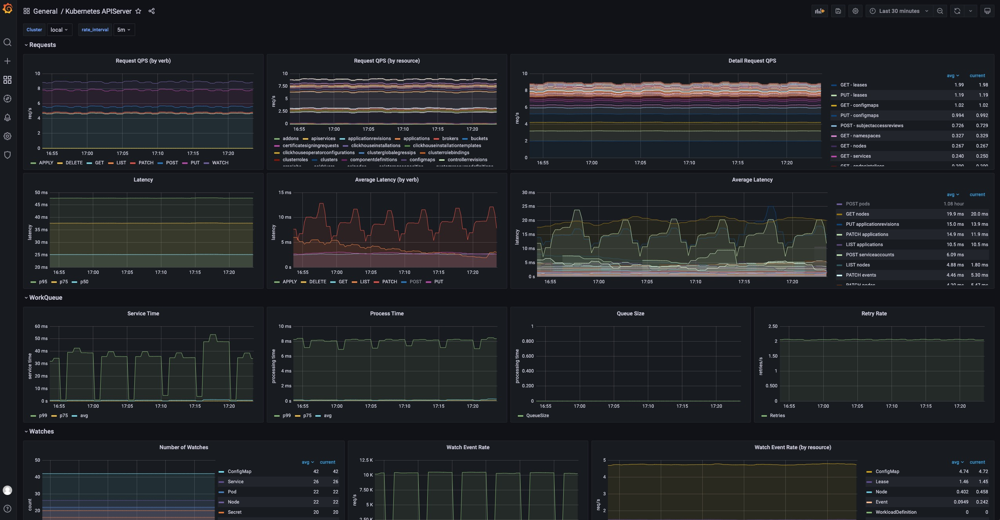 General / Kubernetes APIServer
Last 30 minutes
Cluster local rate_interval 5m
Requests
Request QPS (by verb)
10
8
6
4
2
0
req/s
16:55 17:00 17:05 17:10 17:15 17:20
APPLY DELETE GET LIST PATCH POST PUT WATCH
Request QPS (by resource)
10
7.50
5
2.50
0
req/s
16:55 17:00 17:05 17:10 17:15 17:20
addons apiservices applicationrevisions applications brokers buckets
certificatesigningrequests clickhouseinstallations clickhouseinstallationtemplates
clickhouseoperatorconfigurations clusterglobalegressips clusterrolebindings
clusterroles clusters componentdefinitions configmaps controllerrevisions
Detail Request QPS
10
8
6
4
2
0
req/s
16:55 17:00 17:05 17:10 17:15 17:20
avg current
GET - leases 1.99 1.98
PUT - leases 1.19 1.19
GET - configmaps 1.02 1.02
PUT - configmaps 0.994 0.992
POST - subjectaccessreviews 0.726 0.729
GET - namespaces 0.327 0.329
GET - nodes 0.267 0.267
GET - services 0.240 0.250
GET - endpointslices 0.200 0.200
Latency
50 ms
45 ms
40 ms
35 ms
30 ms
25 ms
20 ms
latency
16:55 17:00 17:05 17:10 17:15 17:20
p95 p75 p50
Average Latency (by verb)
15 ms
10 ms
5 ms
0 s
latency
16:55 17:00 17:05 17:10 17:15 17:20
APPLY DELETE GET LIST PATCH POST PUT
Average Latency
30 ms
25 ms
20 ms
15 ms
10 ms
5 ms
0 s
latency
16:55 17:00 17:05 17:10 17:15 17:20
avg current
POST pods 1.08 hour
GET nodes 19.9 ms 20.0 ms
PUT applicationrevisions 15.0 ms 13.9 ms
PATCH applications 14.9 ms 11.9 ms
LIST applications 10.5 ms 10.5 ms
POST serviceaccounts 6.09 ms
LIST nodes 4.88 ms 1.80 ms
PATCH events 4.46 ms 5.30 ms
PATCH nodes 4.20 ms 5.47 ms
WorkQueue
Service Time
60 ms
50 ms
40 ms
30 ms
20 ms
10 ms
0 s
service time
16:55 17:00 17:05 17:10 17:15 17:20
p99 p75 avg
Process Time
10 ms
8 ms
6 ms
4 ms
2 ms
0 s
processing time
16:55 17:00 17:05 17:10 17:15 17:20
p99 p75 avg
Queue Size
1
0.800
0.600
0.400
0.200
0
processing time
16:55 17:00 17:05 17:10 17:15 17:20
QueueSize
Retry Rate
2.50
2
1.50
1
0.500
0
retries/s
16:55 17:00 17:05 17:10 17:15 17:20
Retries
Watches
Number of Watches
50
40
30
20
count
avg current
ConfigMap 42 42
Service 26 26
Pod 22 22
Node 22 22
Secret 20 20
Watch Event Rate
12.5 K
10 K
7.50 K
5 K
2.50 K
req/s
Watch Event Rate (by resource)
5
4
3
2
req/s
avg current
ConfigMap 4.74 4.72
Lease 1.46 1.45
Node 0.402 0.458
Event 0.0949 0.242
WorkloadDefinition 0 0